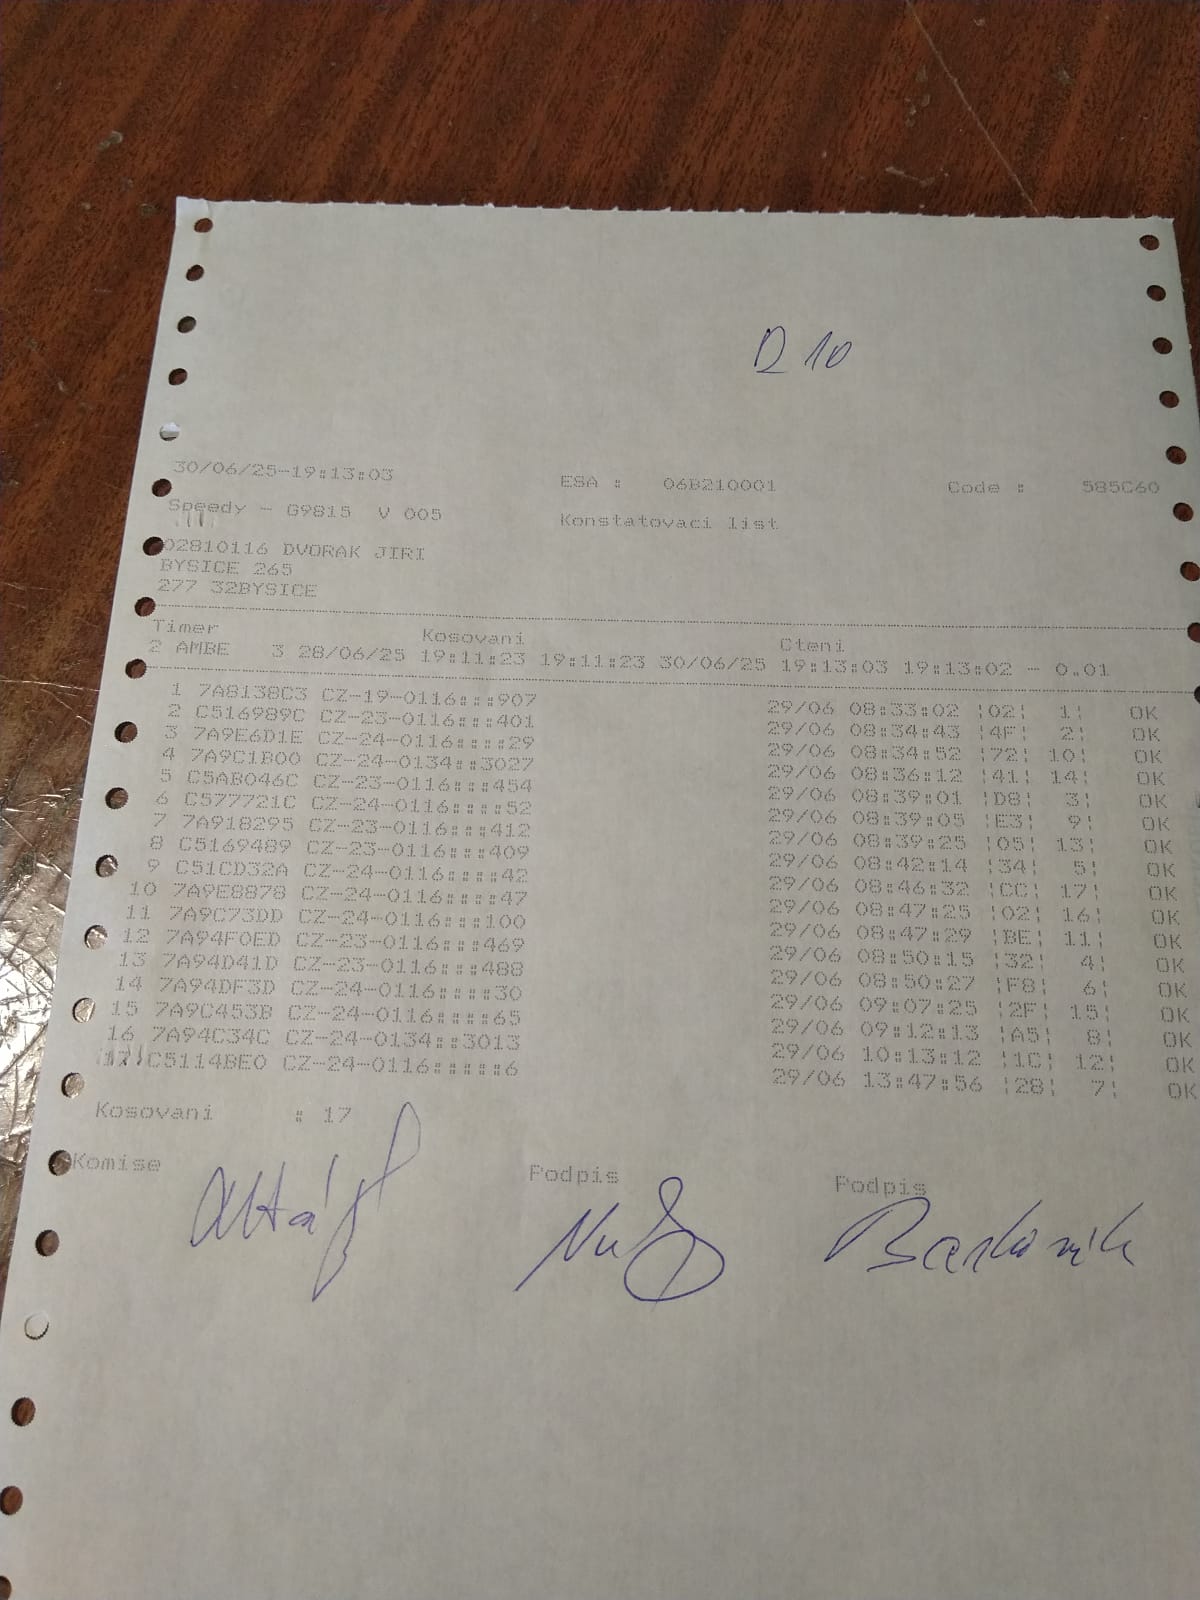 D 10
30/06/25-19:13:03 ESA : 06B210001 Code : 585C60
Speedy - G9815 V 005 Konstatovaci list
02810116 DVORAK JIRI
BYSICE 265
277 32BYSICE
Timer Kosovani Cteni
2 AMBE 3 28/06/25 19:11:23 19:11:23 30/06/25 19:13:03 19:13:02 - 0.01
1 7A8138C3 CZ-19-0116:::907 29/06 08:33:02 ¦02¦ 1¦ OK
2 C516989C CZ-23-0116:::401 29/06 08:34:43 ¦4F¦ 2¦ OK
3 7A9E6D1E CZ-24-0116::::29 29/06 08:34:52 ¦72¦ 10¦ OK
4 7A9C1B00 CZ-24-0134::3027 29/06 08:36:12 ¦41¦ 14¦ OK
5 C5AB046C CZ-23-0116:::454 29/06 08:39:01 ¦D8¦ 3¦ OK
6 C577721C CZ-24-0116::::52 29/06 08:39:05 ¦E3¦ 9¦ OK
7 7A918295 CZ-23-0116:::412 29/06 08:39:25 ¦05¦ 13¦ OK
8 C5169489 CZ-23-0116:::409 29/06 08:42:14 ¦34¦ 5¦ OK
9 C51CD32A CZ-24-0116::::42 29/06 08:46:32 ¦CC¦ 17¦ OK
10 7A9E8878 CZ-24-0116::::47 29/06 08:47:25 ¦02¦ 16¦ OK
11 7A9C73DD CZ-24-0116:::100 29/06 08:47:29 ¦BE¦ 11¦ OK
12 7A94F0ED CZ-23-0116:::469 29/06 08:50:15 ¦32¦ 4¦ OK
13 7A94D41D CZ-23-0116:::488 29/06 08:50:27 ¦F8¦ 6¦ OK
14 7A94DF3D CZ-24-0116::::30 29/06 09:07:25 ¦2F¦ 15¦ OK
15 7A9C453B CZ-24-0116::::65 29/06 09:12:13 ¦A5¦ 8¦ OK
16 7A94C34C CZ-24-0134::3013 29/06 10:13:12 ¦1C¦ 12¦ OK
17 C5114BE0 CZ-24-0116:::::6 29/06 13:47:56 ¦28¦ 7¦ OK
Kosovani : 17
Komise Podpis Podpis